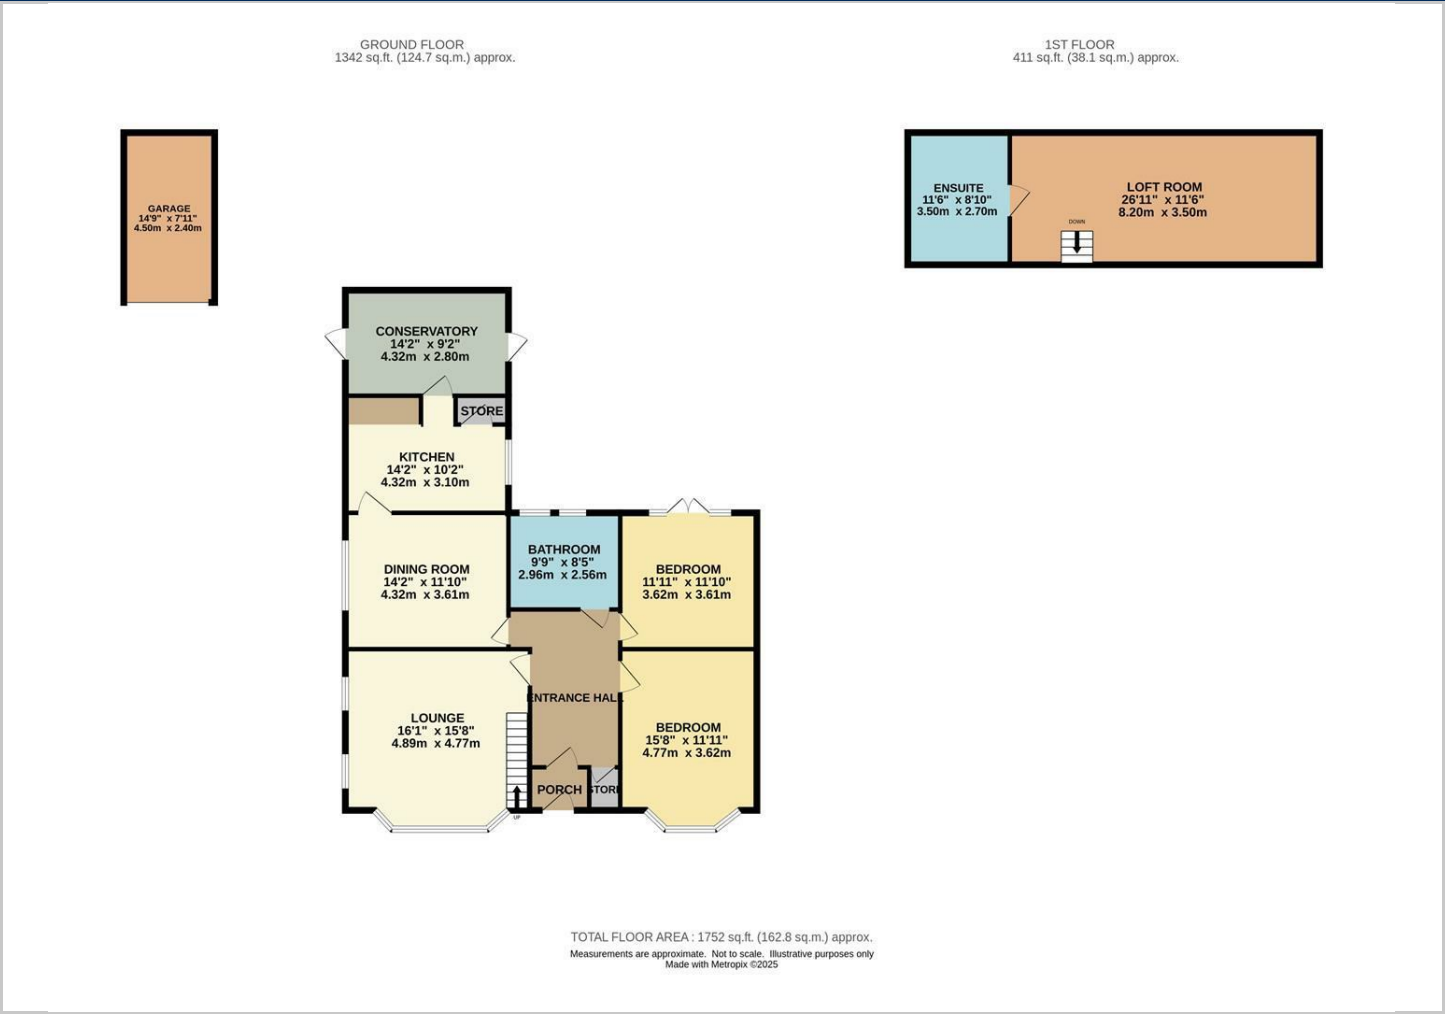 GROUND FLOOR
1342 sq.ft. (124.7 sq.m.) approx.
1ST FLOOR
411 sq.ft. (38.1 sq.m.) approx.
GARAGE
14'9" x 7'11"
4.50m x 2.40m
ENSUITE
11'6" x 8'10"
3.50m x 2.70m
LOFT ROOM
26'11" x 11'6"
8.20m x 3.50m
DOWN
CONSERVATORY
14'2" x 9'2"
4.32m x 2.80m
STORE
KITCHEN
14'2" x 10'2"
4.32m x 3.10m
DINING ROOM
14'2" x 11'10"
4.32m x 3.61m
BATHROOM
9'9" x 8'5"
2.96m x 2.56m
BEDROOM
11'11" x 11'10"
3.62m x 3.61m
ENTRANCE HALL
LOUNGE
16'1" x 15'8"
4.89m x 4.77m
BEDROOM
15'8" x 11'11"
4.77m x 3.62m
PORCH
STORE
UP
TOTAL FLOOR AREA : 1752 sq.ft. (162.8 sq.m.) approx.
Measurements are approximate. Not to scale. Illustrative purposes only
Made with Metropix ©2025